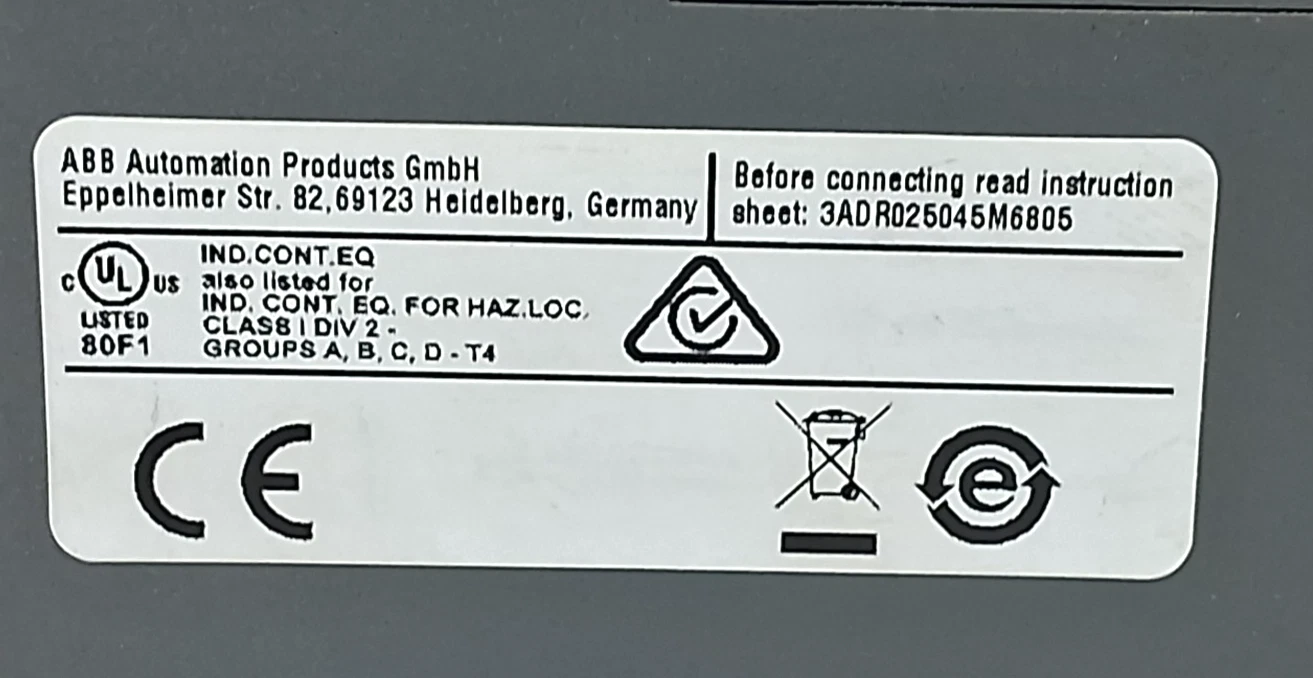 ABB Automation Products GmbH
Eppelheimer Str. 82,69123 Heidelberg, Germany
Before connecting read instruction
sheet: 3ADR025045M6805
C UL US
LISTED
80F1
IND.CONT.EQ
also listed for
IND. CONT. EQ. FOR HAZ.LOC.
CLASS I DIV 2 -
GROUPS A, B, C, D - T4
CE
e